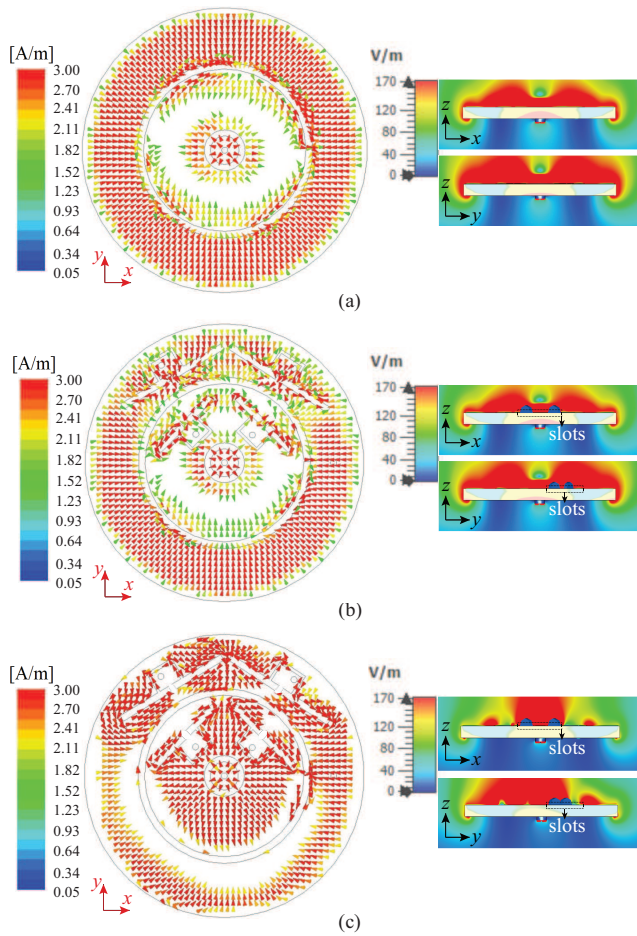 [A/m]
3.00
2.70
2.41
2.11
1.82
1.52
1.23
0.93
0.64
0.34
0.05
y
x
V/m
170
120
80
40
0
z
x
z
y
(a)
[A/m]
3.00
2.70
2.41
2.11
1.82
1.52
1.23
0.93
0.64
0.34
0.05
y
x
V/m
170
120
80
40
0
z
x
slots
z
y
slots
(b)
[A/m]
3.00
2.70
2.41
2.11
1.82
1.52
1.23
0.93
0.64
0.34
0.05
y
x
V/m
170
120
80
40
0
z
x
slots
z
y
slots
(c)